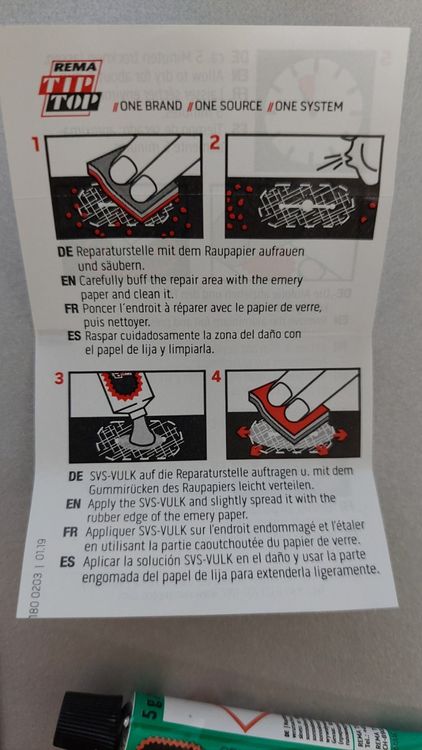 REMA
TIP
TOP
//ONE BRAND //ONE SOURCE //ONE SYSTEM
1
2
DE Reparaturstelle mit dem Raupapier aufrauen
und säubern.
EN Carefully buff the repair area with the emery
paper and clean it.
FR Poncer l'endroit à réparer avec le papier de verre,
puis nettoyer.
ES Raspar cuidadosamente la zona del daño con
el papel de lija y limpiarla.
3
4
DE SVS-VULK auf die Reparaturstelle auftragen u. mit dem
Gummirücken des Raupapiers leicht verteilen.
EN Apply the SVS-VULK and slightly spread it with the
rubber edge of the emery paper.
FR Appliquer SVS-VULK sur l'endroit endommagé et l'étaler
en utilisant la partie caoutchoutée du papier de verre.
ES Aplicar la solución SVS-VULK en el daño y usar la parte
engomada del papel de lija para extenderla ligeramente.
180 0203 | 01.19
5g